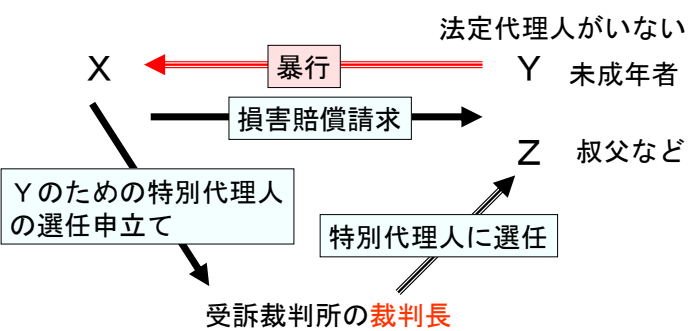 法定代理人がいない
X
暴行
Y
未成年者
損害賠償請求
Z
叔父など
Yのための特別代理人
の選任申立て
特別代理人に選任
受訴裁判所の裁判長